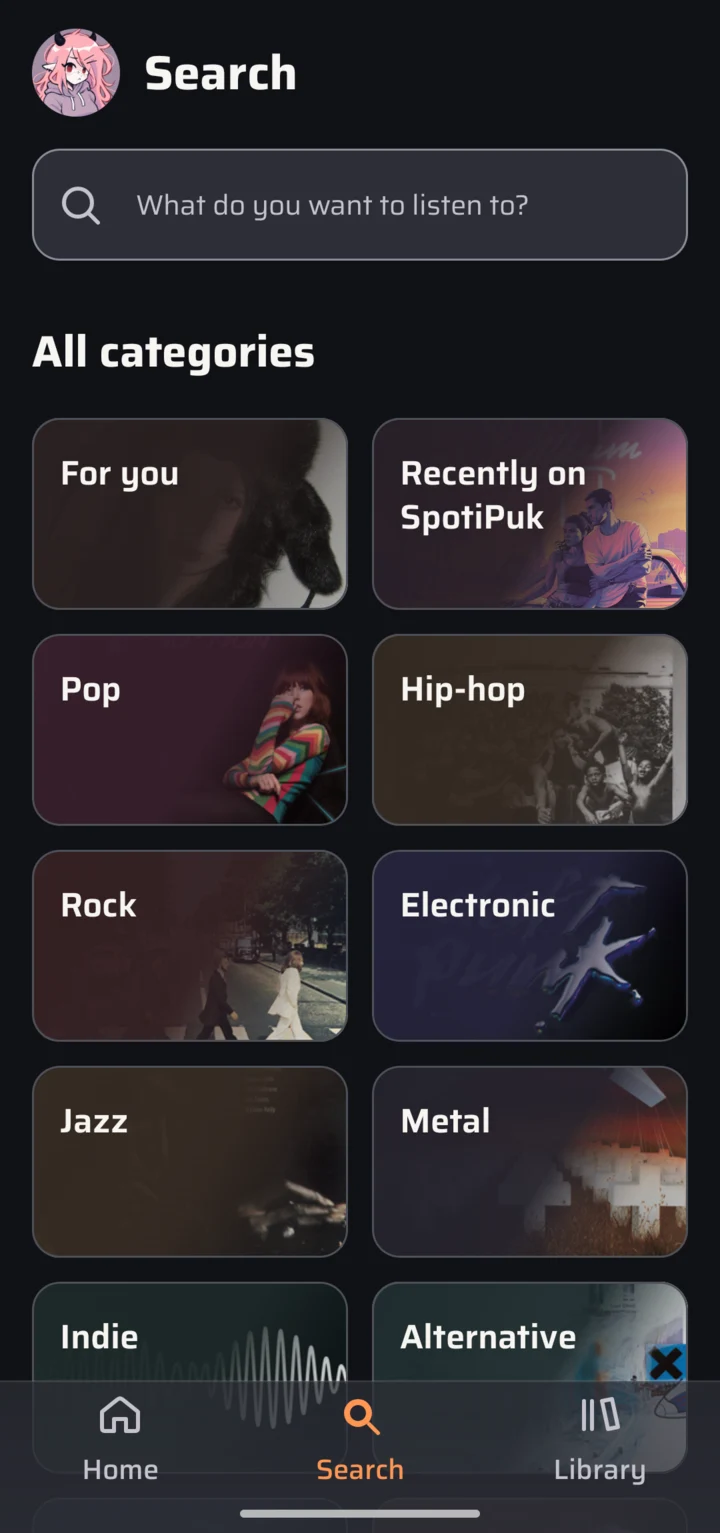 Search
What do you want to listen to?
All categories
For you
Recently on
SpotiPuk
Pop
Hip-hop
Rock
Electronic
Jazz
Metal
Indie
Alternative
Home
Search
Library